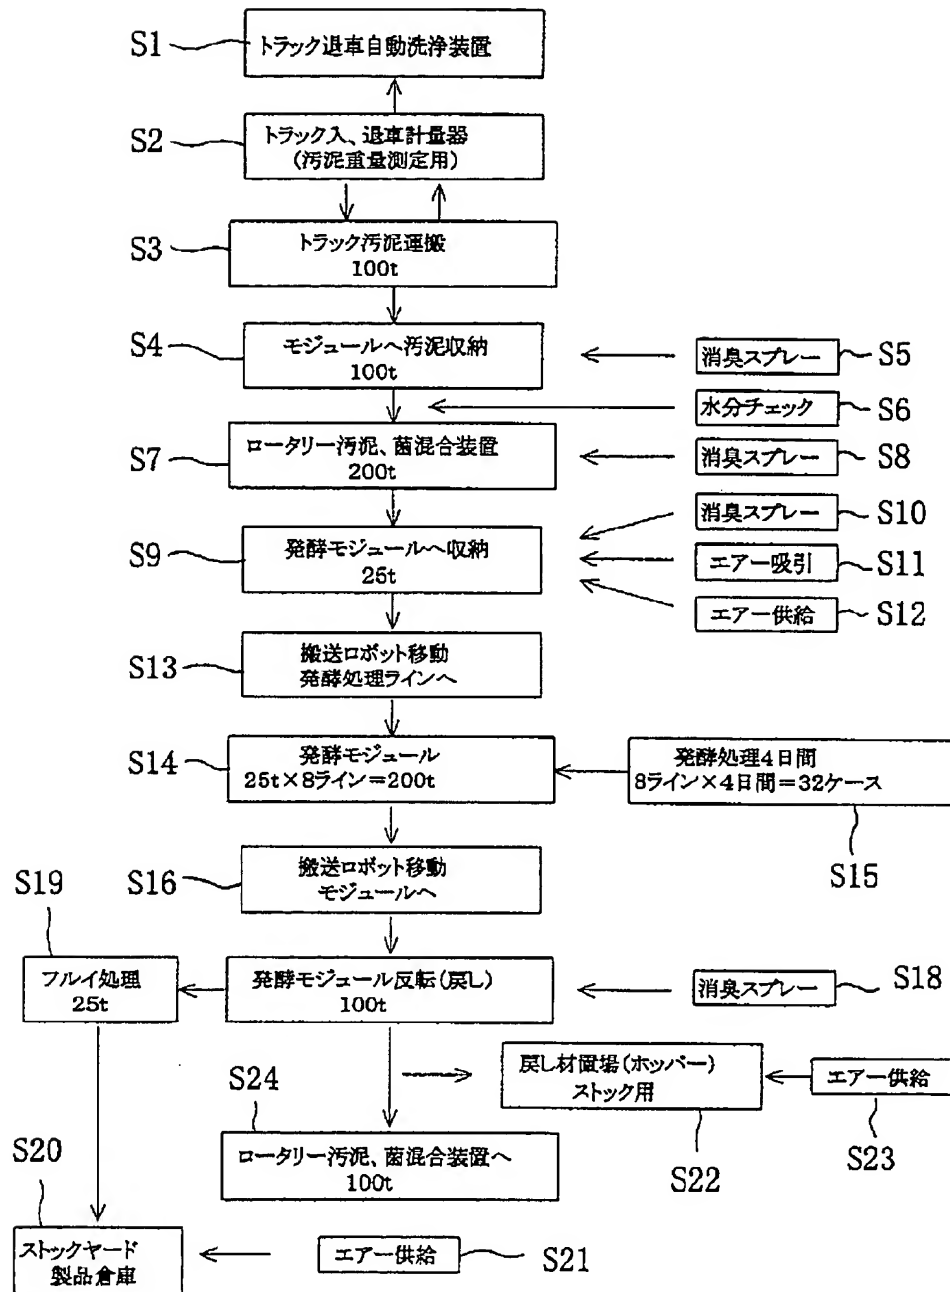 S1
トラック退車自動洗浄装置
S2
トラック入、退車計量器
(汚泥重量測定用)
S3
トラック汚泥運搬
100t
S4
モジュールへ汚泥収納
100t
消臭スプレー
S5
水分チェック
S6
S7
ロータリー汚泥、菌混合装置
200t
消臭スプレー
S8
S9
発酵モジュールへ収納
25t
消臭スプレー
S10
エアー吸引
S11
エアー供給
S12
S13
搬送ロボット移動
発酵処理ラインへ
S14
発酵モジュール
25t×8ライン=200t
発酵処理4日間
8ライン×4日間=32ケース
S15
S16
搬送ロボット移動
モジュールへ
S19
フルイ処理
25t
発酵モジュール反転(戻し)
100t
消臭スプレー
S18
戻し材置場(ホッパー)
ストック用
S22
エアー供給
S23
S24
ロータリー汚泥、菌混合装置へ
100t
S20
ストックヤード
製品倉庫
エアー供給
S21